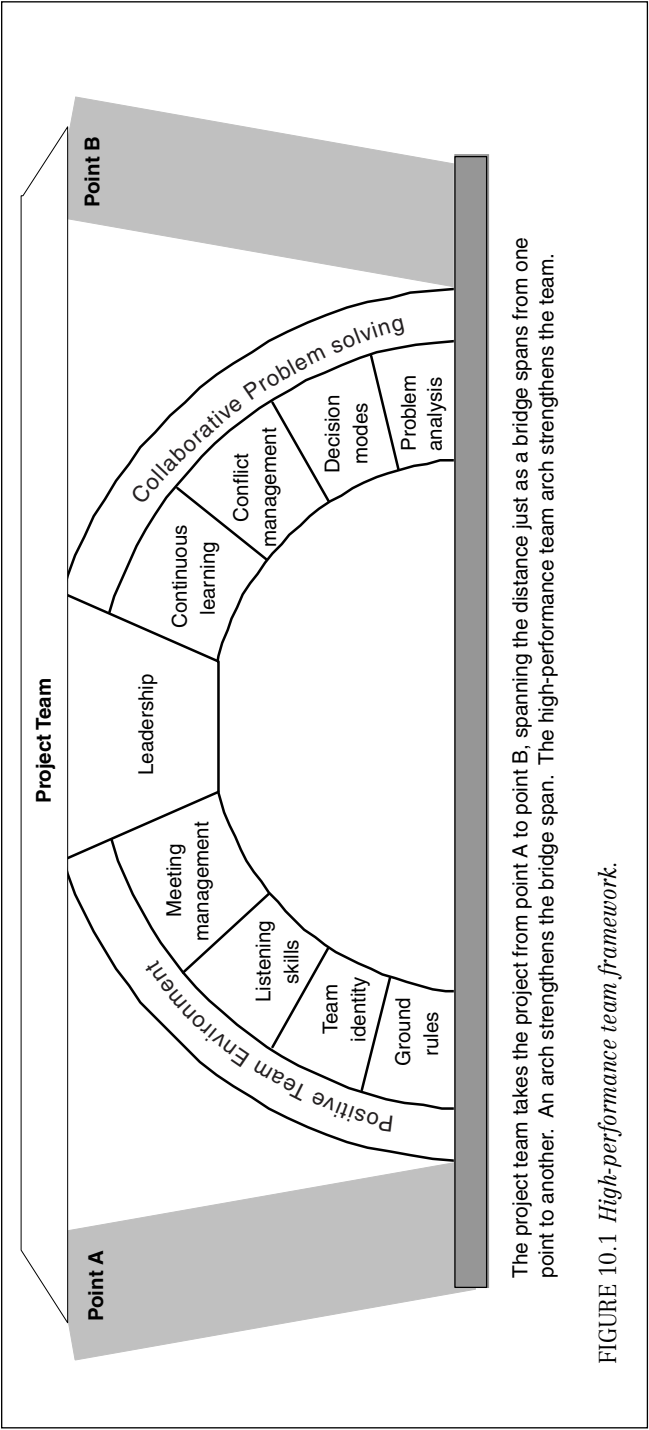 Project Team
Point A
Point B
Positive Team Environment
Ground
rules
Team
identity
Listening
skills
Meeting
management
Leadership
Continuous
learning
Conflict
management
Decision
modes
Problem
analysis
Collaborative Problem solving
The project team takes the project from point A to point B, spanning the distance just as a bridge spans from one
point to another. An arch strengthens the bridge span. The high-performance team arch strengthens the team.
FIGURE 10.1 High-performance team framework.